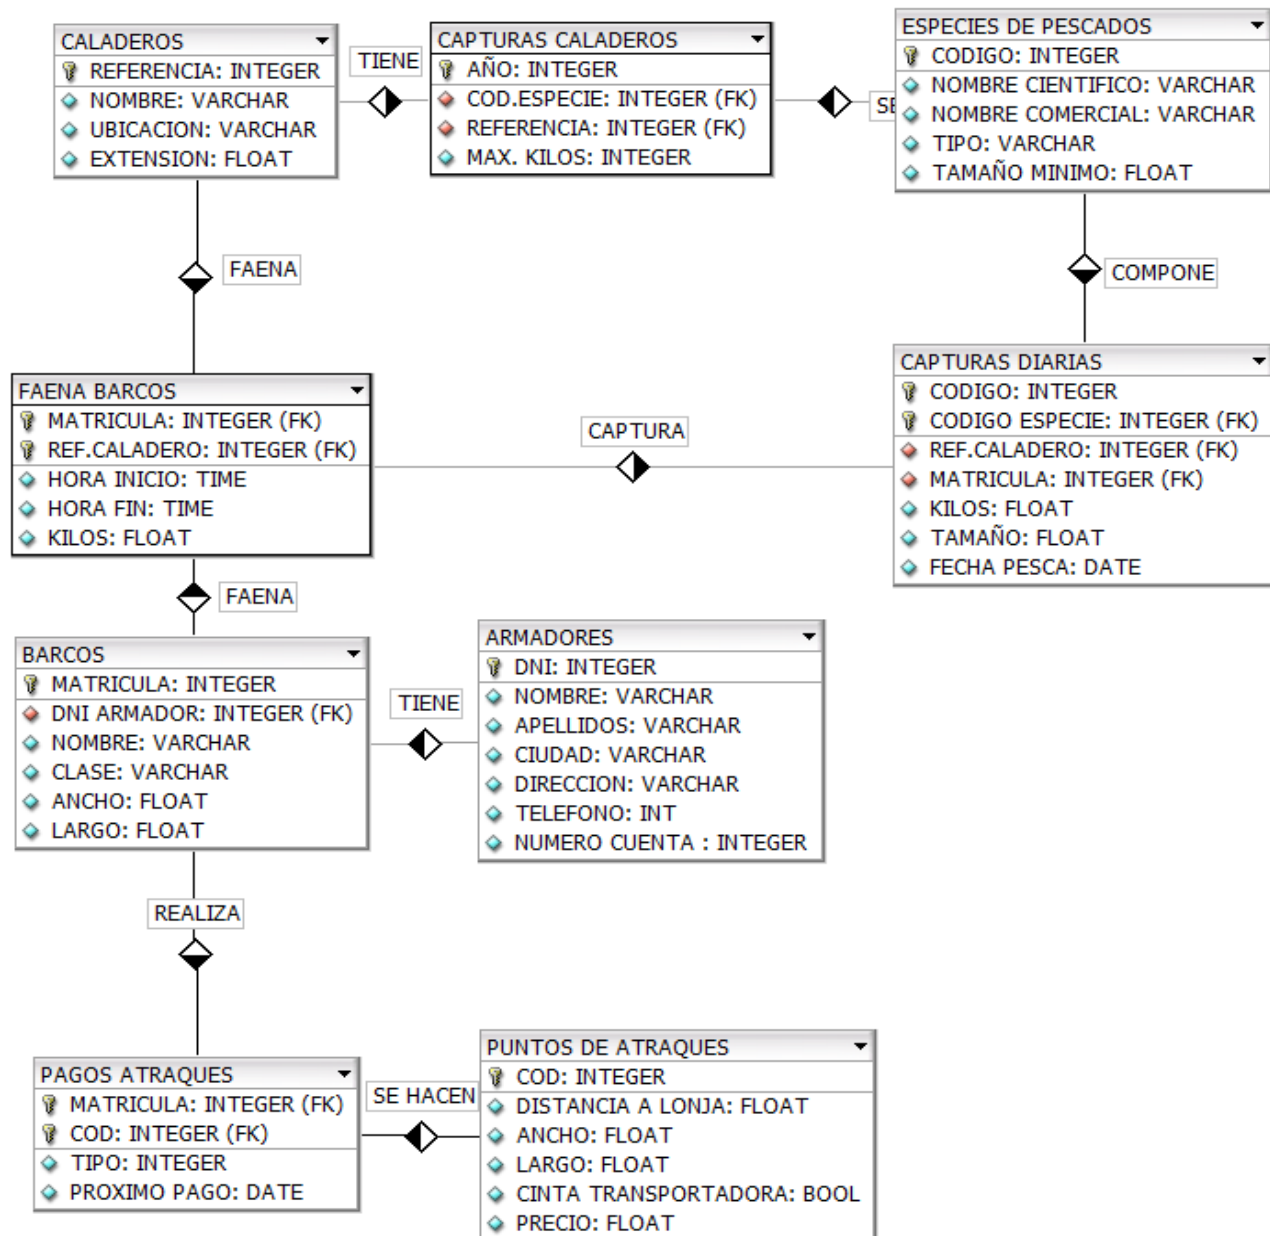 CALADEROS
REFERENCIA: INTEGER
NOMBRE: VARCHAR
UBICACION: VARCHAR
EXTENSION: FLOAT
TIENE
CAPTURAS CALADEROS
AÑO: INTEGER
COD.ESPECIE: INTEGER (FK)
REFERENCIA: INTEGER (FK)
MAX. KILOS: INTEGER
SE
ESPECIES DE PESCADOS
CODIGO: INTEGER
NOMBRE CIENTIFICO: VARCHAR
NOMBRE COMERCIAL: VARCHAR
TIPO: VARCHAR
TAMAÑO MINIMO: FLOAT
FAENA
COMPONE
FAENA BARCOS
MATRICULA: INTEGER (FK)
REF.CALADERO: INTEGER (FK)
HORA INICIO: TIME
HORA FIN: TIME
KILOS: FLOAT
CAPTURA
CAPTURAS DIARIAS
CODIGO: INTEGER
CODIGO ESPECIE: INTEGER (FK)
REF.CALADERO: INTEGER (FK)
MATRICULA: INTEGER (FK)
KILOS: FLOAT
TAMAÑO: FLOAT
FECHA PESCA: DATE
FAENA
BARCOS
MATRICULA: INTEGER
DNI ARMADOR: INTEGER (FK)
NOMBRE: VARCHAR
CLASE: VARCHAR
ANCHO: FLOAT
LARGO: FLOAT
TIENE
ARMADORES
DNI: INTEGER
NOMBRE: VARCHAR
APELLIDOS: VARCHAR
CIUDAD: VARCHAR
DIRECCION: VARCHAR
TELEFONO: INT
NUMERO CUENTA : INTEGER
REALIZA
PAGOS ATRAQUES
MATRICULA: INTEGER (FK)
COD: INTEGER (FK)
TIPO: INTEGER
PROXIMO PAGO: DATE
SE HACEN
PUNTOS DE ATRAQUES
COD: INTEGER
DISTANCIA A LONJA: FLOAT
ANCHO: FLOAT
LARGO: FLOAT
CINTA TRANSPORTADORA: BOOL
PRECIO: FLOAT